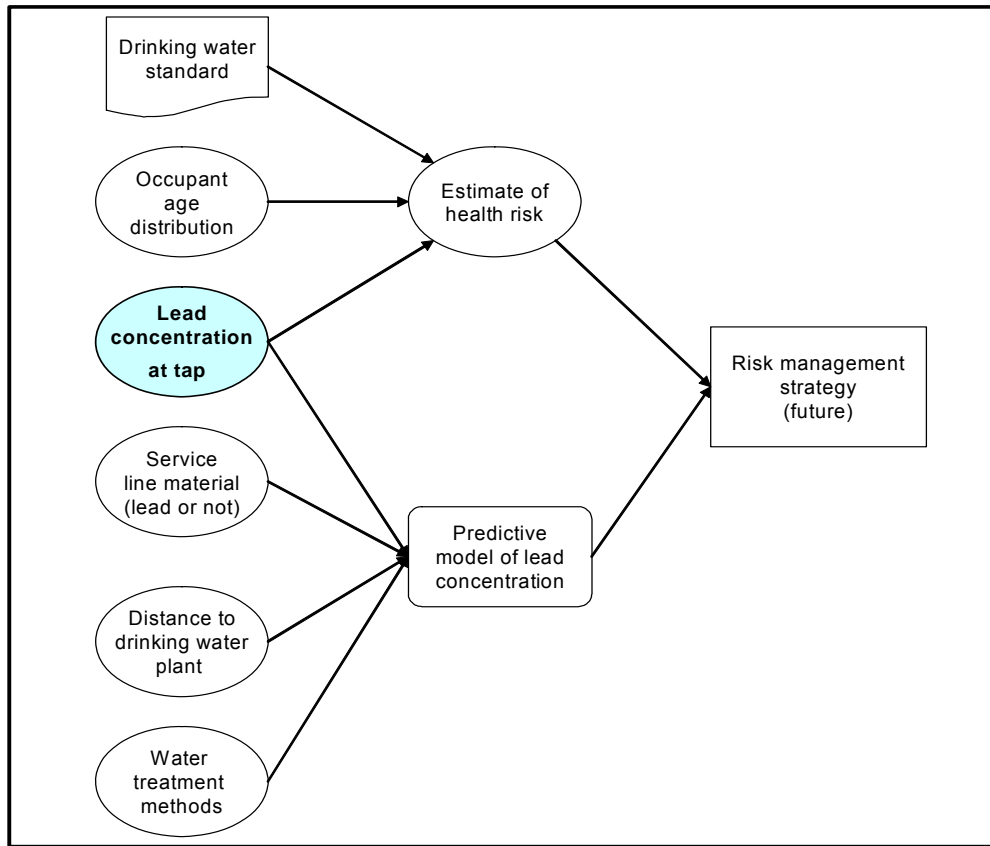 Drinking water
standard
Occupant
age
distribution
Estimate of
health risk
Lead
concentration
at tap
Risk management
strategy
(future)
Service
line material
(lead or not)
Predictive
model of lead
concentration
Distance to
drinking water
plant
Water
treatment
methods